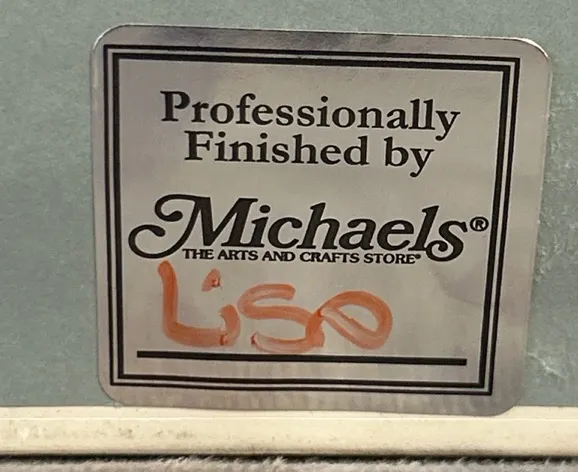 Professionally
Finished by
Michaels®
THE ARTS AND CRAFTS STORE®
Lisa